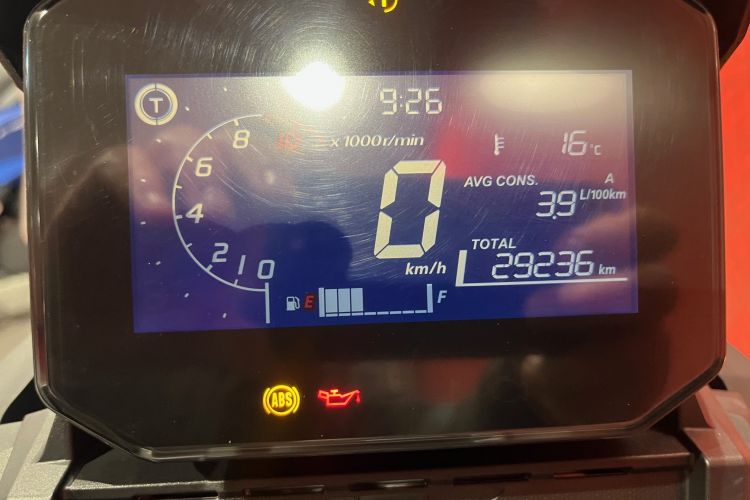 T
9:26
8
x 1000r/min
16°C
6
0
AVG CONS. A
3.9 L/100km
4
TOTAL
2 1 0
km/h
29236 km
E F
ABS